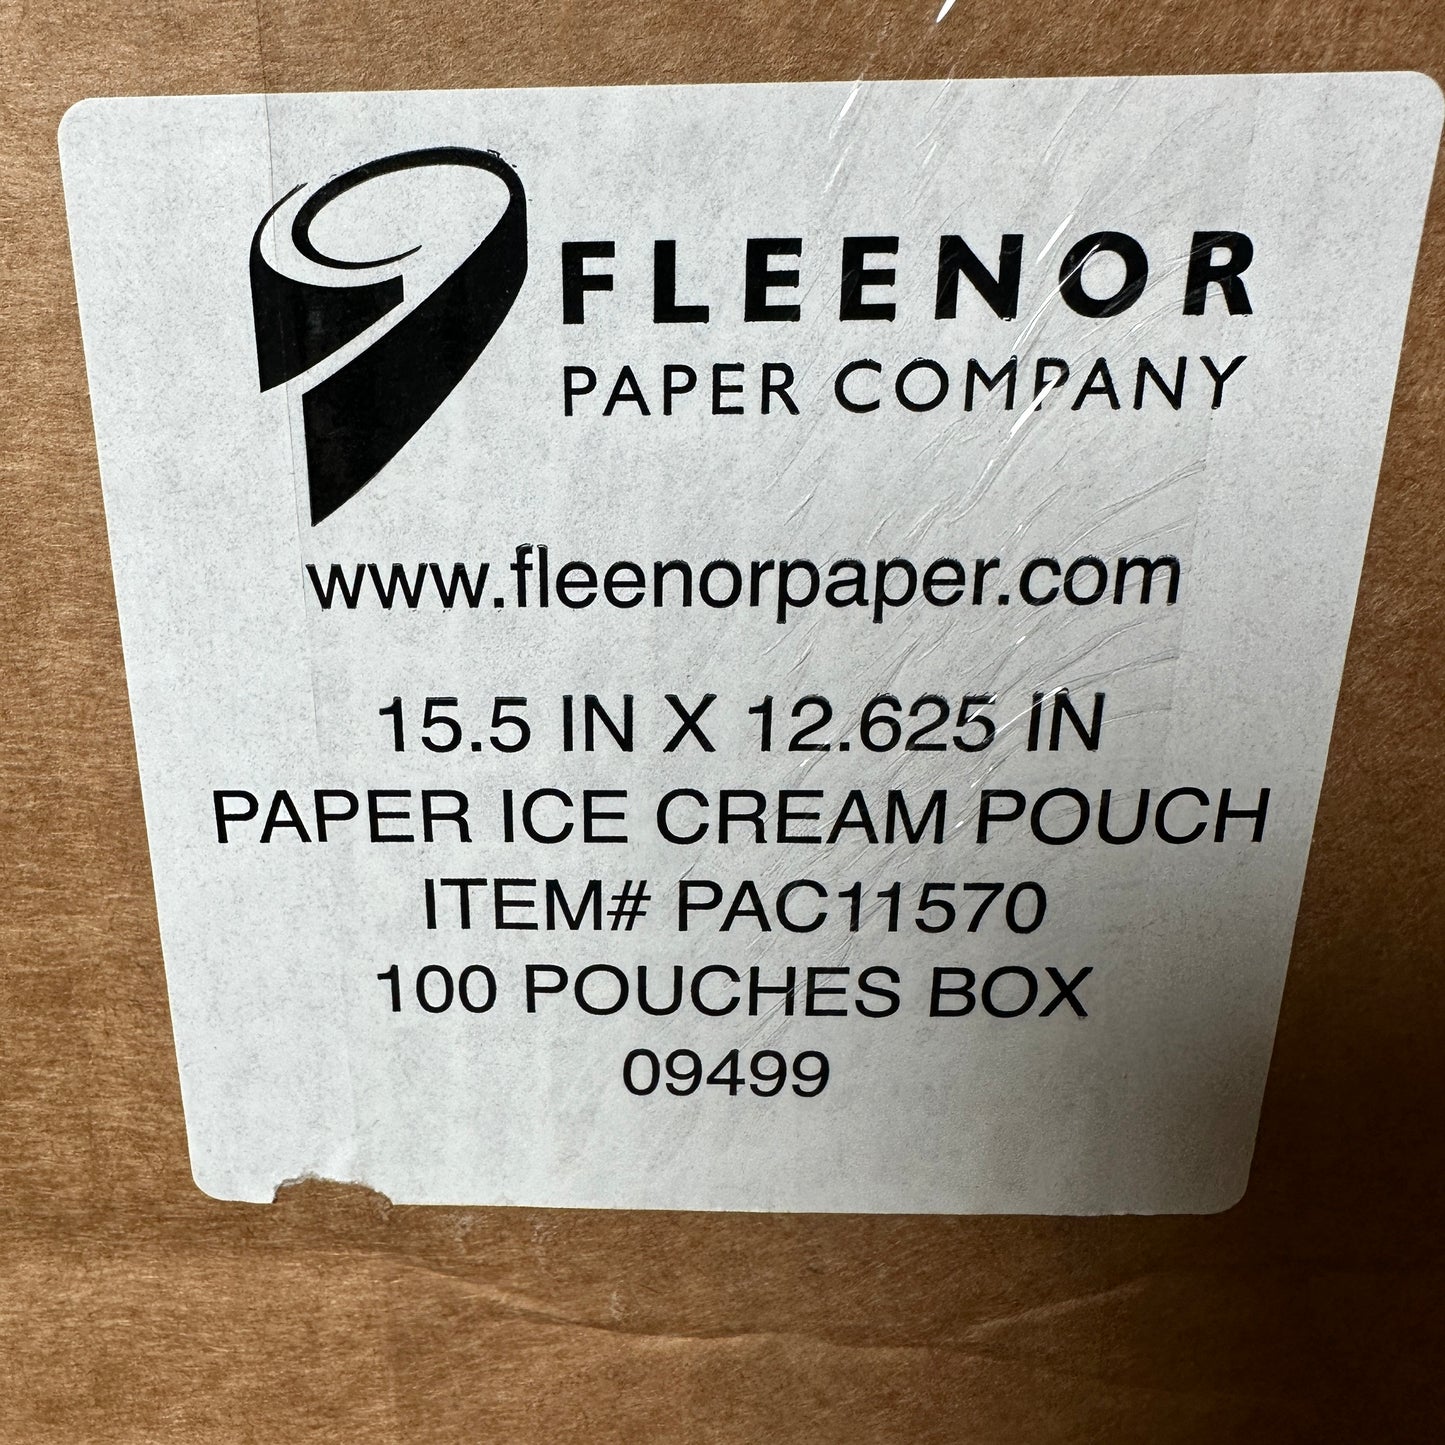 FLEENOR
PAPER COMPANY
www.fleenorpaper.com
15.5 IN X 12.625 IN
PAPER ICE CREAM POUCH
ITEM# PAC11570
100 POUCHES BOX
09499